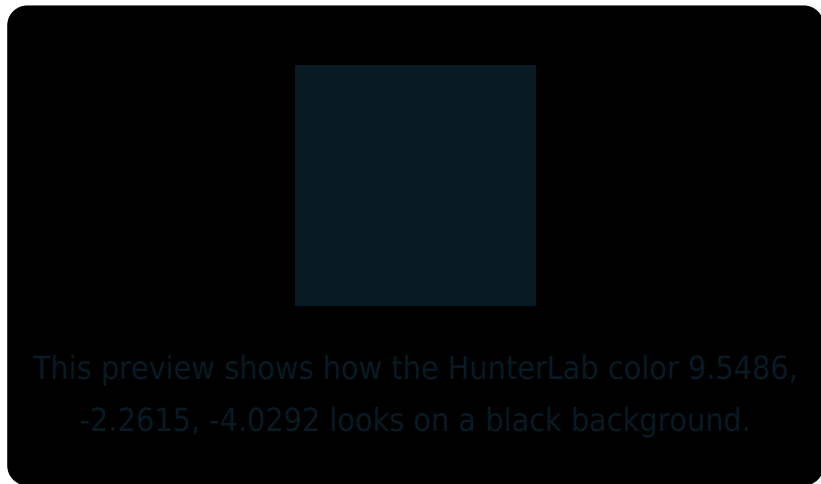 This preview shows how the HunterLab color 9.5486,
-2.2615, -4.0292 looks on a black background.